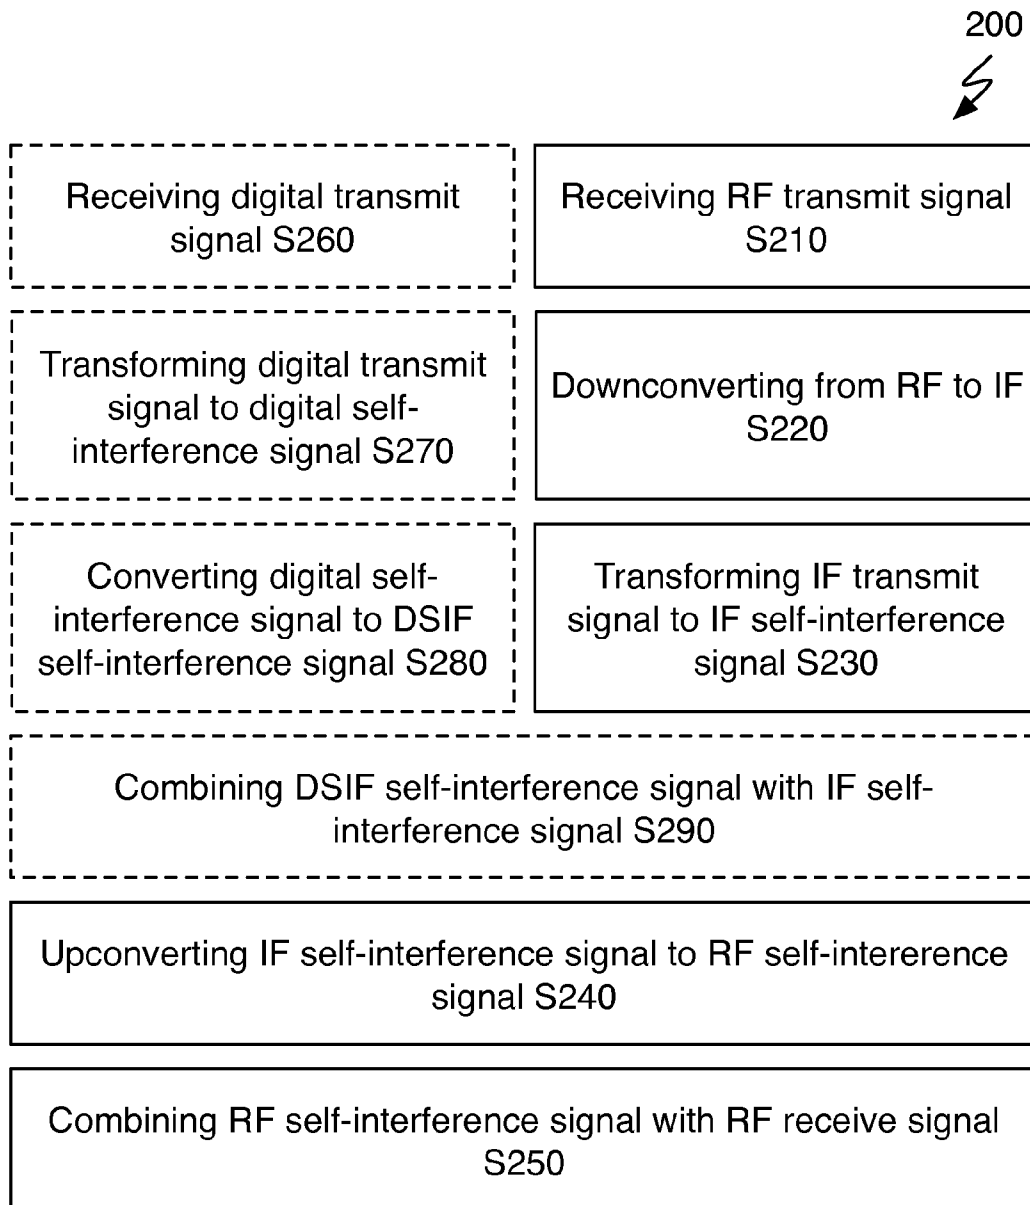 200
Receiving digital transmit
signal S260
Receiving RF transmit signal
S210
Transforming digital transmit
signal to digital self-
interference signal S270
Downconverting from RF to IF
S220
Converting digital self-
interference signal to DSIF
self-interference signal S280
Transforming IF transmit
signal to IF self-interference
signal S230
Combining DSIF self-interference signal with IF self-
interference signal S290
Upconverting IF self-interference signal to RF self-intererence
signal S240
Combining RF self-interference signal with RF receive signal
S250